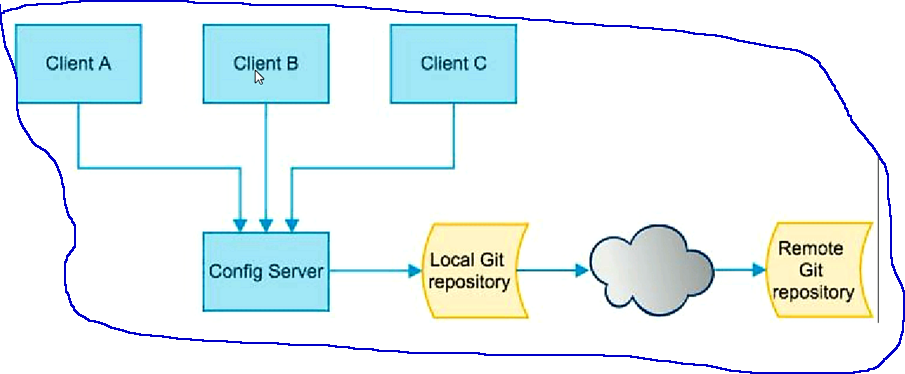 Client A
Client B
Client C
Config Server
Local Git
repository
Remote
Git
repository